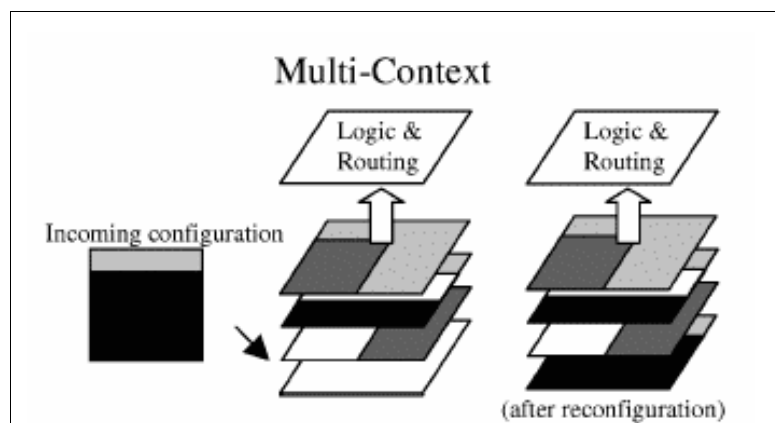 Multi-Context
Logic &
Routing
Logic &
Routing
Incoming configuration
(after reconfiguration)